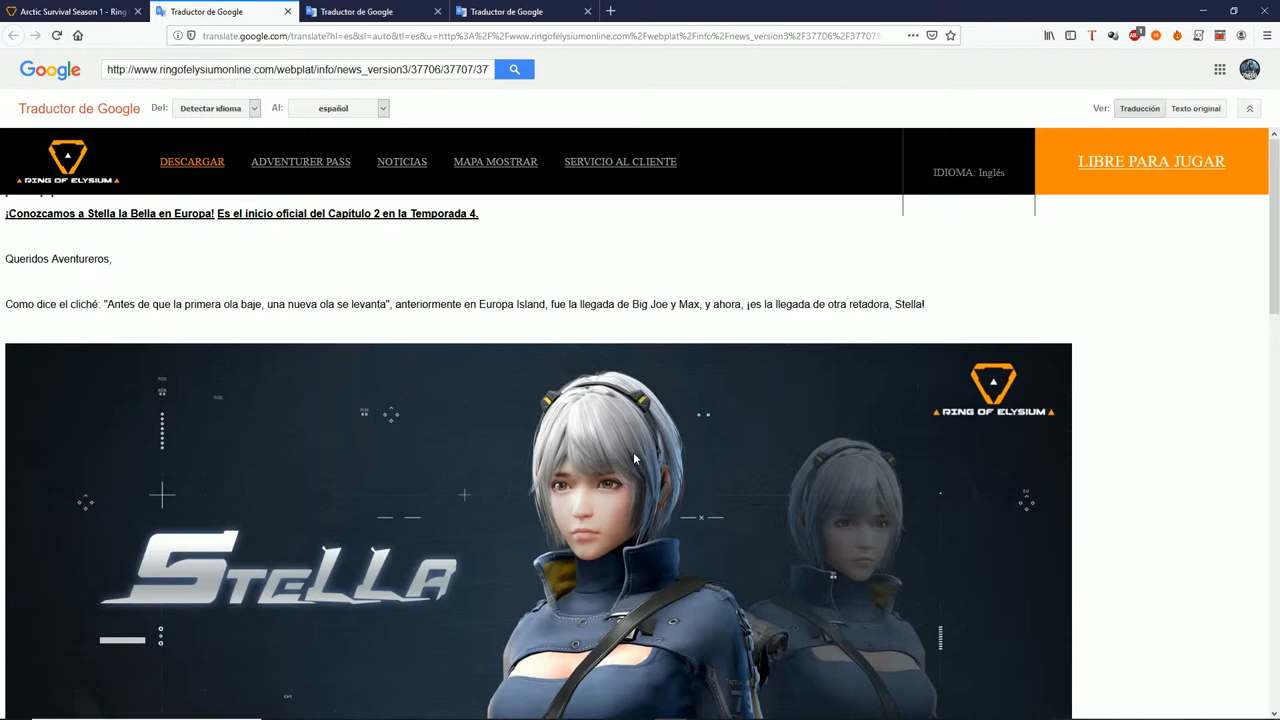 Arctic Survival Season 1 - Ring
Traductor de Google
Traductor de Google
Traductor de Google
translate.google.com/translate?hl=es&sl=auto&tl=es&u=http%3A%2F%2Fwww.ringofelysiumonline.com%2Fwebplat%2Finfo%2Fnews_version3%2F37706%2F37707%
Google
http://www.ringofelysiumonline.com/webplat/info/news_version3/37706/37707/37
Traductor de Google
Del:
Detectar idioma
Al:
español
Ver:
Traducción
Texto original
RING OF ELYSIUM
DESCARGAR
ADVENTURER PASS
NOTICIAS
MAPA MOSTRAR
SERVICIO AL CLIENTE
IDIOMA: Inglés
LIBRE PARA JUGAR
¡Conozcamos a Stella la Bella en Europa! Es el inicio oficial del Capítulo 2 en la Temporada 4.
Queridos Aventureros,
Como dice el cliché: "Antes de que la primera ola baje, una nueva ola se levanta", anteriormente en Europa Island, fue la llegada de Big Joe y Max, y ahora, ¡es la llegada de otra retadora, Stella!
RING OF ELYSIUM
STELLA